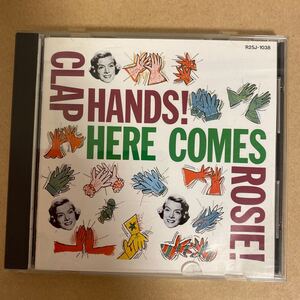 R25J-1038
CLAP
HANDS!
HERE COMES
ROSIE!